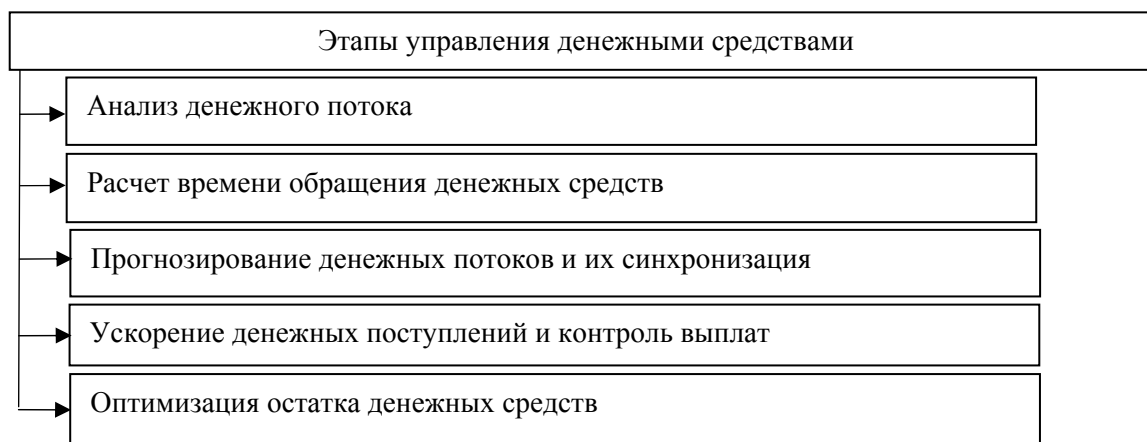 Этапы управления денежными средствами
Анализ денежного потока
Расчет времени обращения денежных средств
Прогнозирование денежных потоков и их синхронизация
Ускорение денежных поступлений и контроль выплат
Оптимизация остатка денежных средств